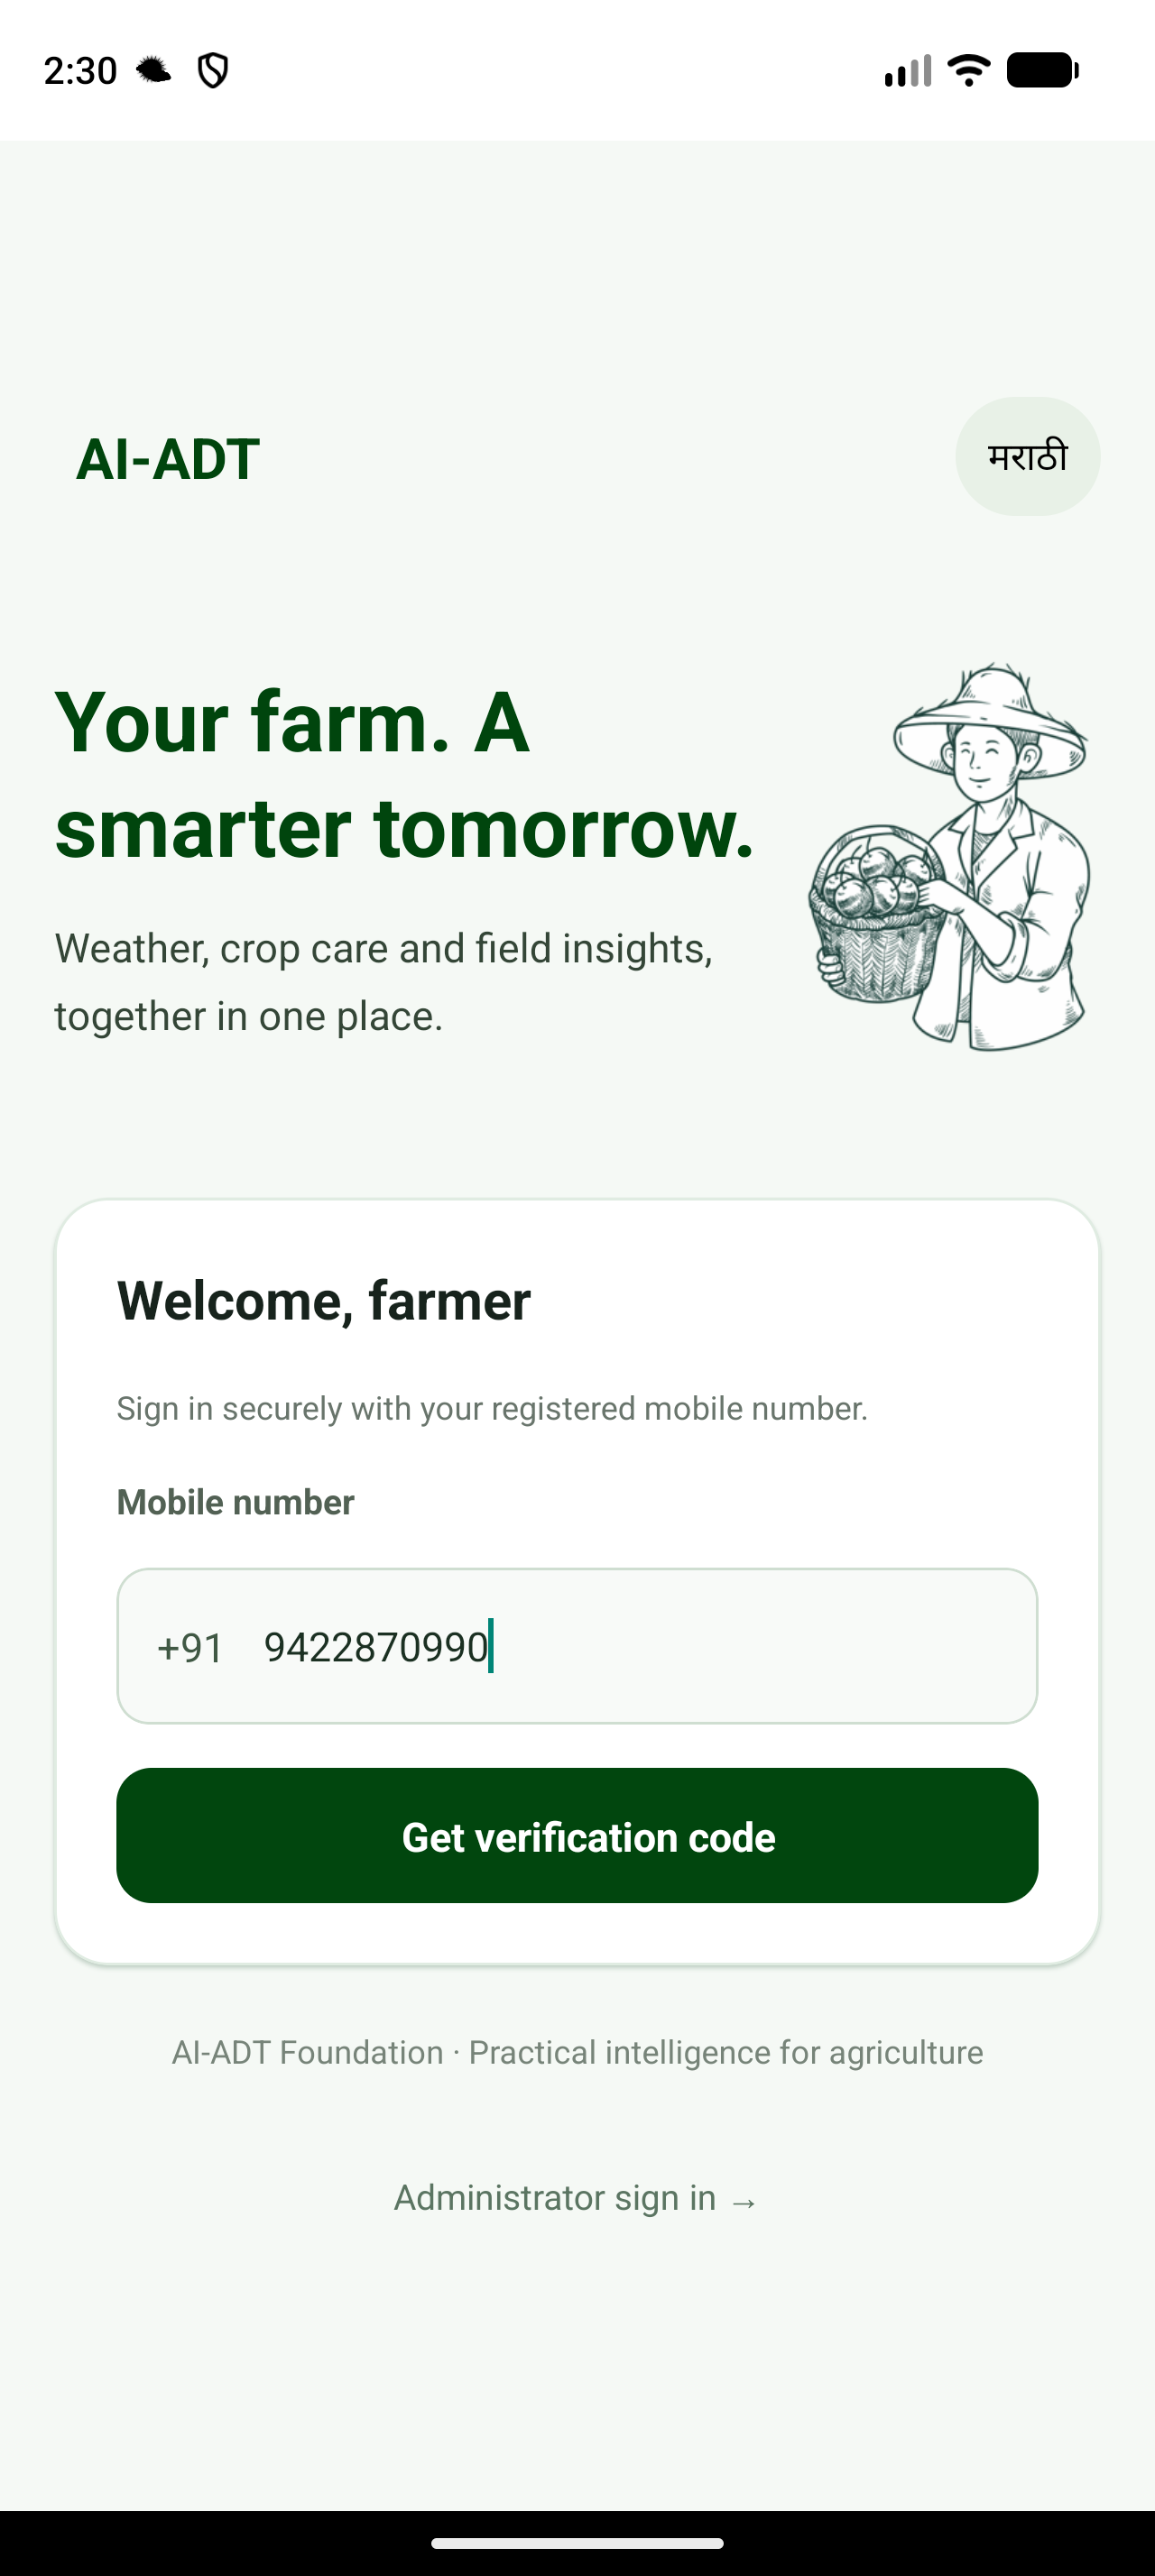 2:30
AI-ADT
मराठी
Your farm. A
smarter tomorrow.
Weather, crop care and field insights,
together in one place.
Welcome, farmer
Sign in securely with your registered mobile number.
Mobile number
+91 9422870990
Get verification code
AI-ADT Foundation · Practical intelligence for agriculture
Administrator sign in →